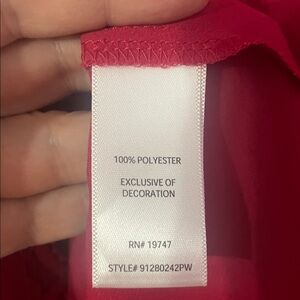 100% POLYESTER
EXCLUSIVE OF
DECORATION
RN# 19747
STYLE# 91280242PW